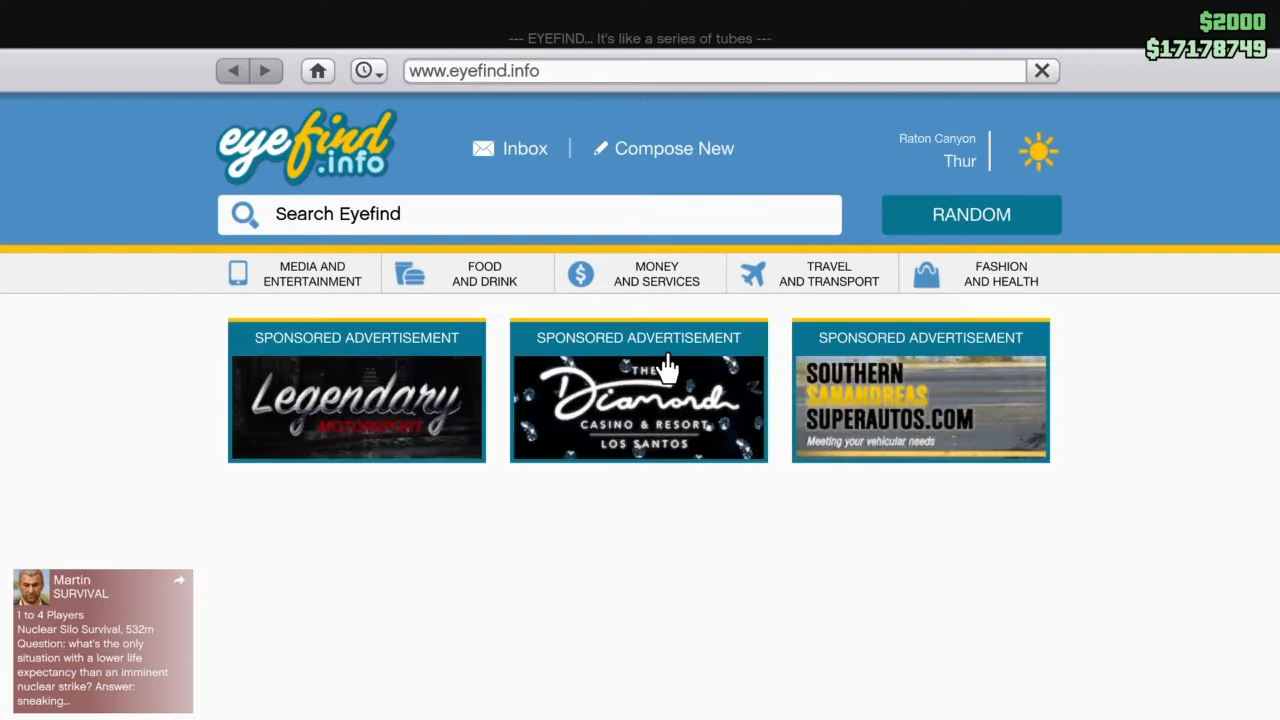 $2000
--- EYEFIND... It's like a series of tubes ---
$17178749
www.eyefind.info
eyefind
.info
Inbox
Compose New
Raton Canyon
Thur
Search Eyefind
RANDOM
MEDIA AND
ENTERTAINMENT
FOOD
AND DRINK
MONEY
AND SERVICES
TRAVEL
AND TRANSPORT
FASHION
AND HEALTH
SPONSORED ADVERTISEMENT
Legendary
MOTORSPORT
SPONSORED ADVERTISEMENT
THE
Diamond
CASINO & RESORT
LOS SANTOS
SPONSORED ADVERTISEMENT
SOUTHERN
SANANDREAS
SUPERAUTOS.COM
Meeting your vehicular needs
Martin
SURVIVAL
1 to 4 Players
Nuclear Silo Survival, 532m
Question: what's the only
situation with a lower life
expectancy than an imminent
nuclear strike? Answer:
sneaking...